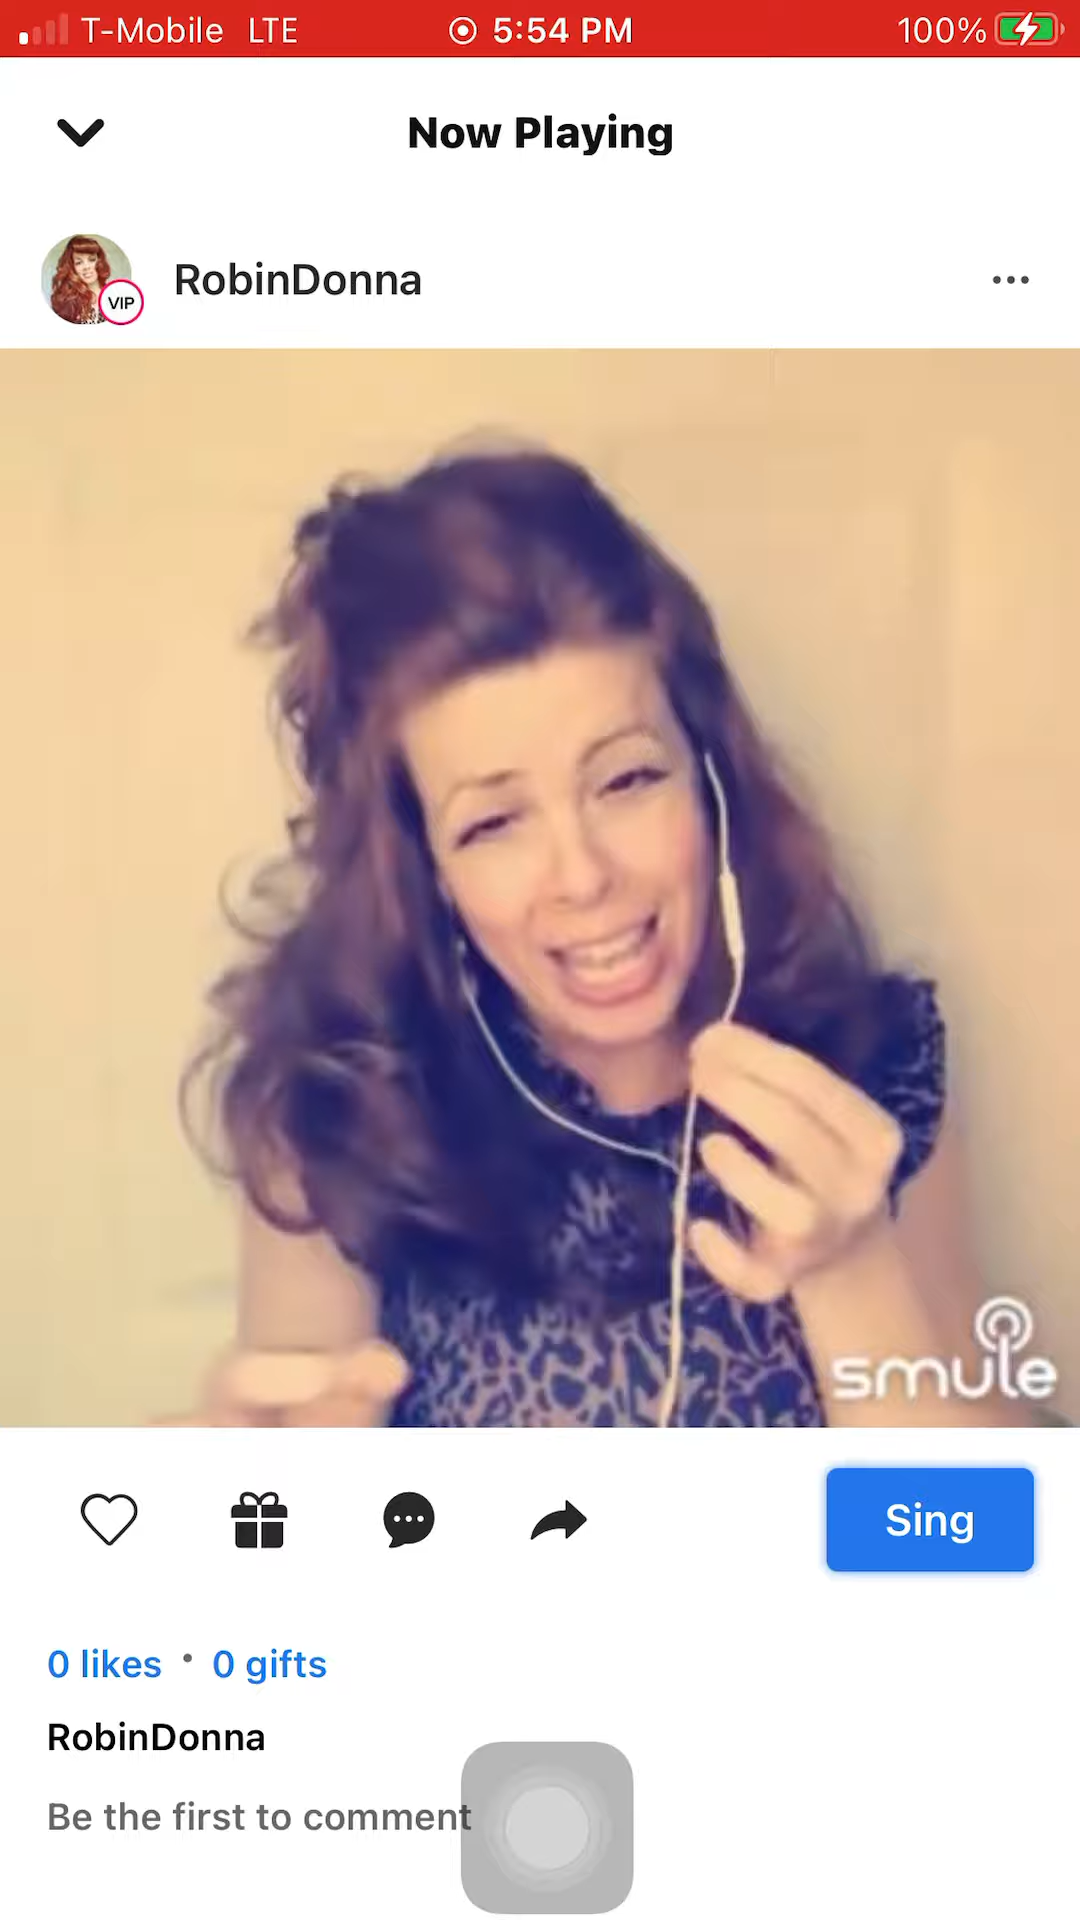 T-Mobile LTE 5:54 PM 100%
Now Playing
VIP
RobinDonna
smule
Sing
0 likes • 0 gifts
RobinDonna
Be the first to comment